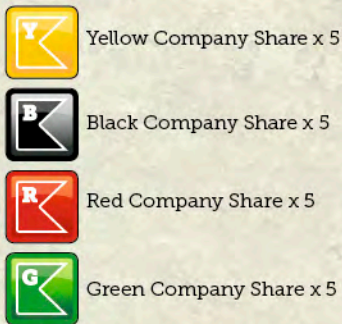 Y
Yellow Company Share x 5
B
Black Company Share x 5
R
Red Company Share x 5
G
Green Company Share x 5